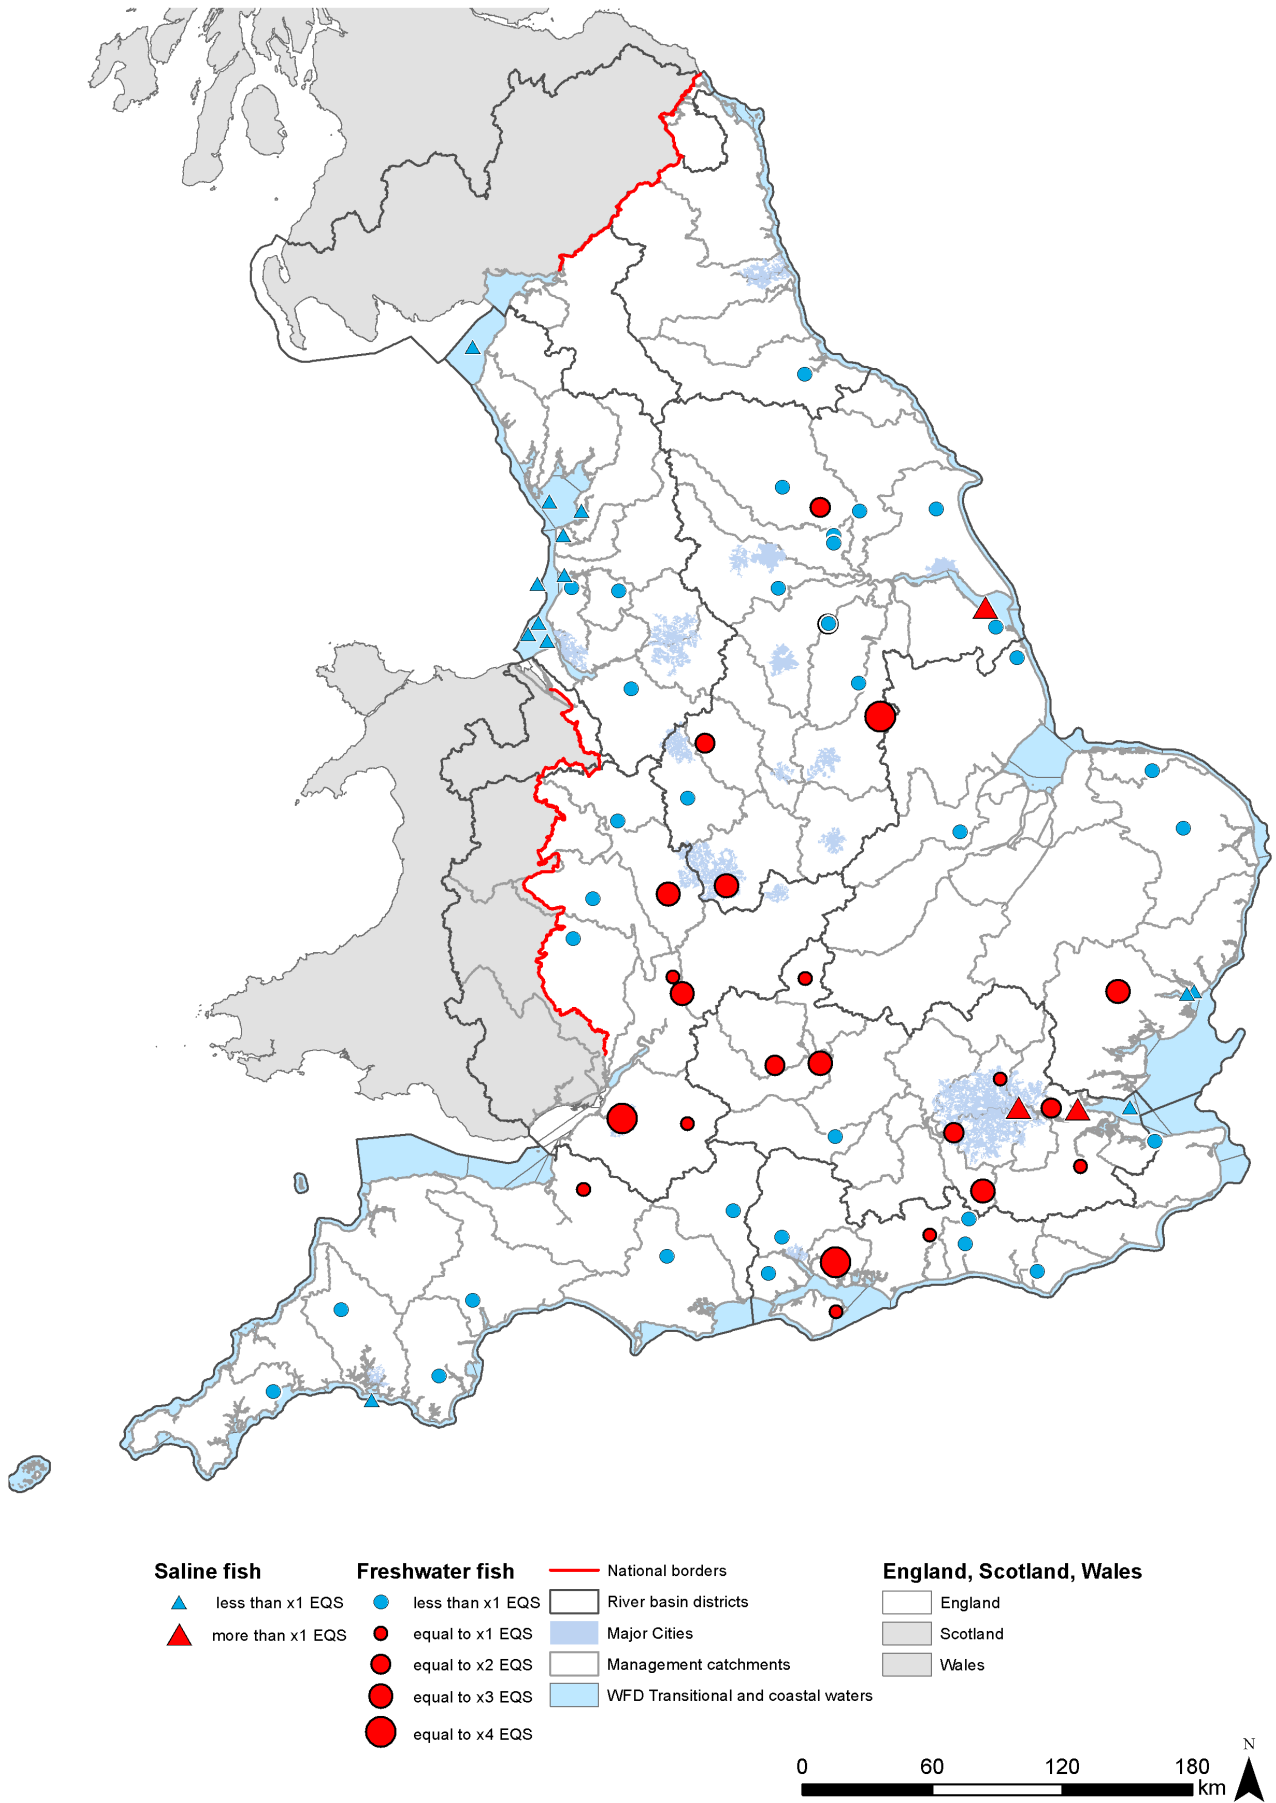 Saline fish
less than x1 EQS
more than x1 EQS
Freshwater fish
less than x1 EQS
equal to x1 EQS
equal to x2 EQS
equal to x3 EQS
equal to x4 EQS
National borders
River basin districts
Major Cities
Management catchments
WFD Transitional and coastal waters
England, Scotland, Wales
England
Scotland
Wales
N
0 60 120 180
km